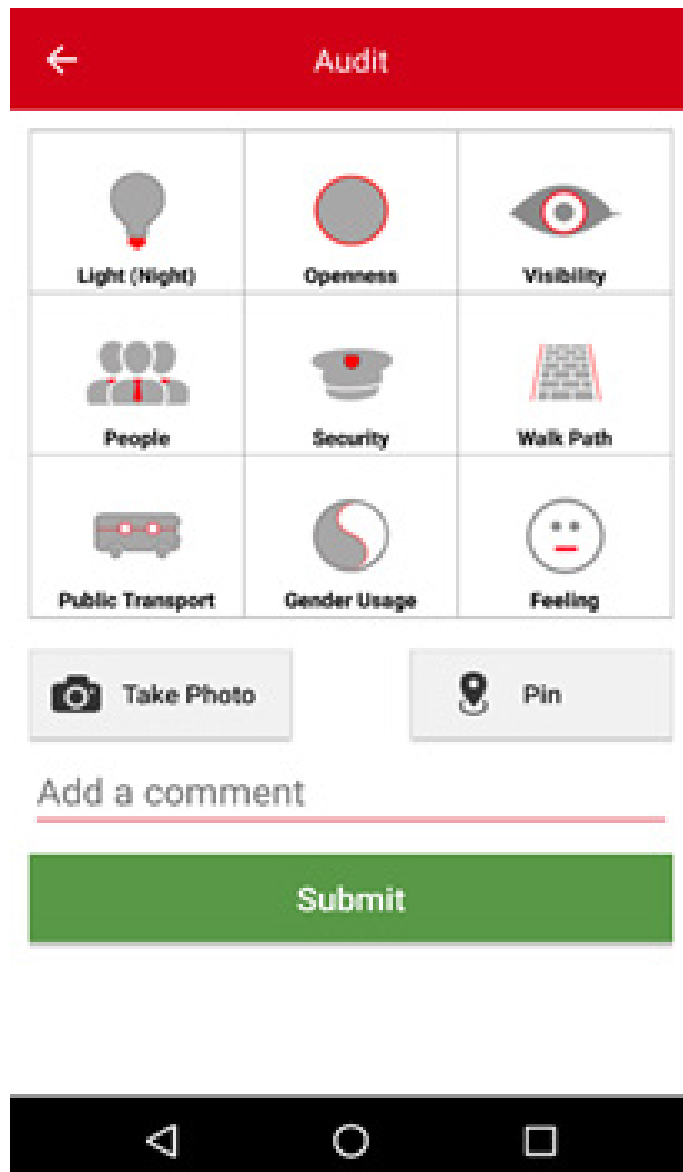 Audit
Light (Night) Openness Visibility
People Security Walk Path
Public Transport Gender Usage Feeling
Take Photo Pin
Add a comment
Submit